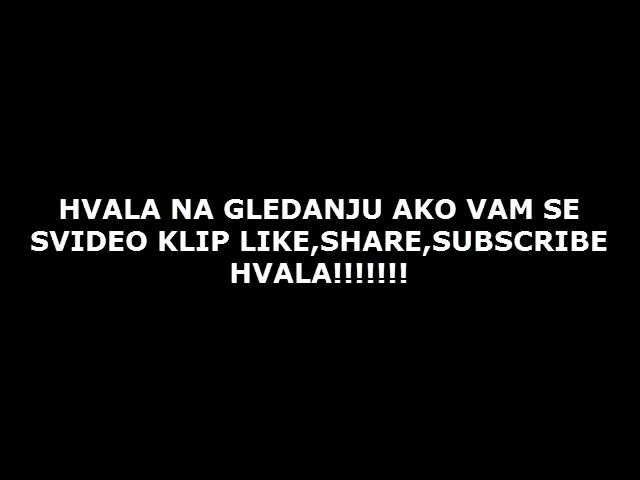 HVALA NA GLEDANJU AKO VAM SE
SVIDEO KLIP LIKE,SHARE,SUBSCRIBE
HVALA!!!!!!!